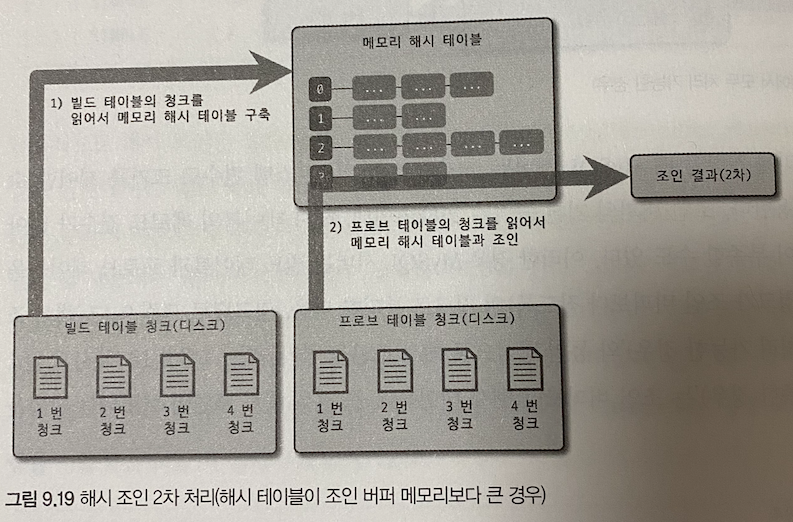 메모리 해시 테이블
0 ... ... ...
1 ... ...
2 ... ... ... ...
1) 빌드 테이블의 청크를
읽어서 메모리 해시 테이블 구축
조인 결과(2차)
2) 프로브 테이블의 청크를 읽어서
메모리 해시 테이블과 조인
빌드 테이블 청크(디스크)
1 번 2 번 3 번 4 번
청크 청크 청크 청크
프로브 테이블 청크(디스크)
1 번 2 번 3 번 4 번
청크 청크 청크 청크
그림 9.19 해시 조인 2차 처리(해시 테이블이 조인 버퍼 메모리보다 큰 경우)